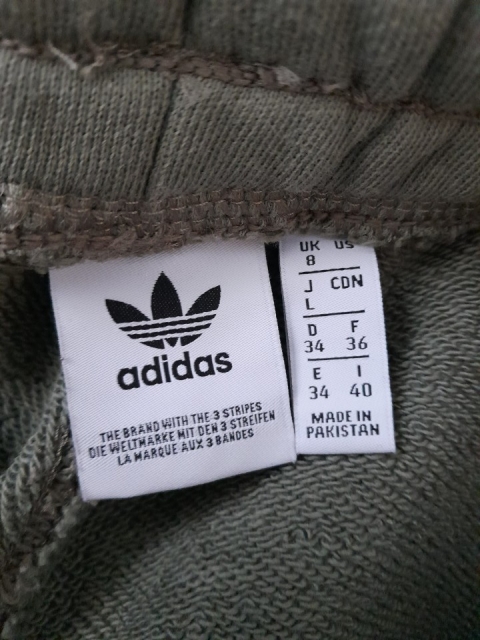 adidas
THE BRAND WITH THE 3 STRIPES
DIE WELTMARKE MIT DEN 3 STREIFEN
LA MARQUE AUX 3 BANDES
UK US
8
J CDN
L
D F
34 36
E I
34 40
MADE IN
PAKISTAN